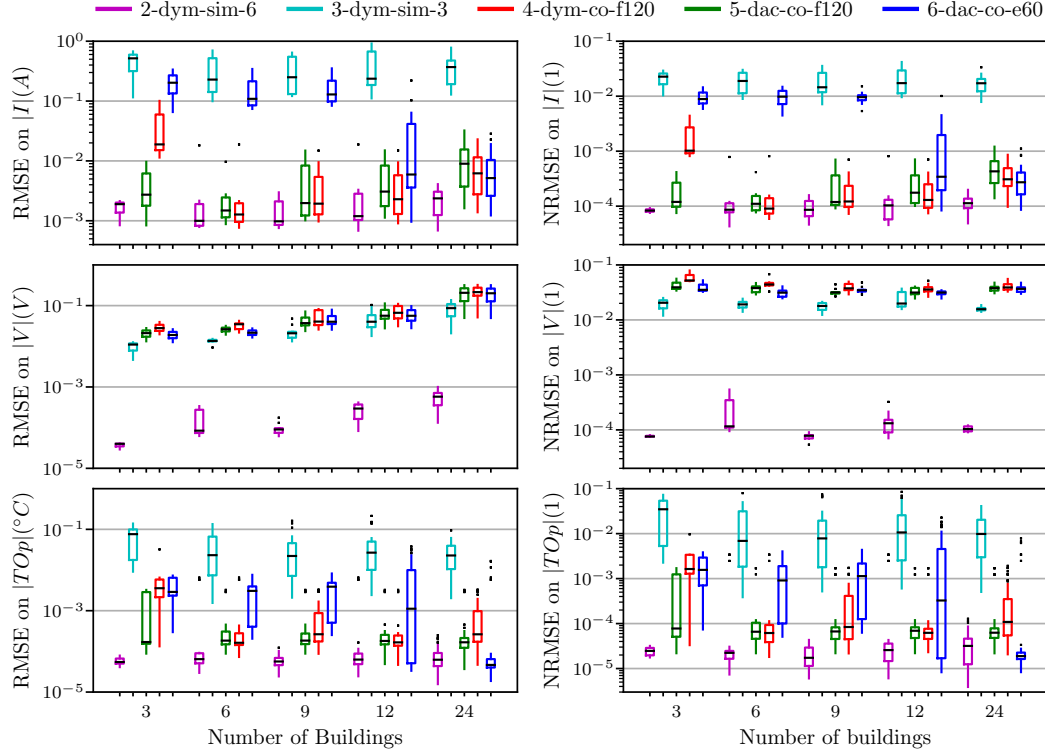 2-dym-sim-6 3-dym-sim-3 4-dym-co-f120 5-dac-co-f120 6-dac-co-e60
RMSE on |I|(A)
10⁰
10⁻¹
10⁻²
10⁻³
NRMSE on |I|(1)
10⁻¹
10⁻²
10⁻³
10⁻⁴
RMSE on |V|(V)
10⁻¹
10⁻³
10⁻⁵
NRMSE on |V|(1)
10⁻¹
10⁻²
10⁻³
10⁻⁴
RMSE on |TOp|(°C)
10⁻¹
10⁻³
10⁻⁵
NRMSE on |TOp|(1)
10⁻¹
10⁻²
10⁻³
10⁻⁴
10⁻⁵
3 6 9 12 24
Number of Buildings
3 6 9 12 24
Number of buildings